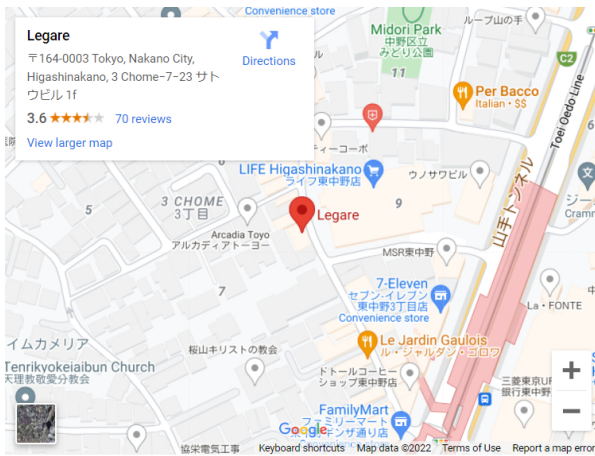 Legare
〒164-0003 Tokyo, Nakano City,
Higashinakano, 3 Chome−7−23 サト
ウビル 1f
3.6
70 reviews
View larger map
Directions
Convenience store
Midori Park
中野区立
みどり公園
ループ山の手
C2
Toei Oedo Line
11
Per Bacco
Italian • $$
ティーコーポ
LIFE Higashinakano
ライフ東中野店
ウノサワビル
山手トンネル
文
ジー
Cramm
5
3 CHOME
3丁目
9
Legare
Arcadia Toyo
アルカディアトーヨー
MSR東中野
7
7-Eleven
セブン-イレブン
東中野3丁目店
Convenience store
La・FONTE
イムカメリア
Le Jardin Gaulois
ル・ジャルダン・ゴロワ
桜山キリストの教会
Tenrikyokeiaibun Church
天理教敬愛分教会
ドトールコーヒー
ショップ東中野店
三菱東京UF
銀行東中野
+
−
FamilyMart
ファミリーマート
Google
協栄電気工事
Keyboard shortcuts
Map data ©2022
Terms of Use
Report a map error